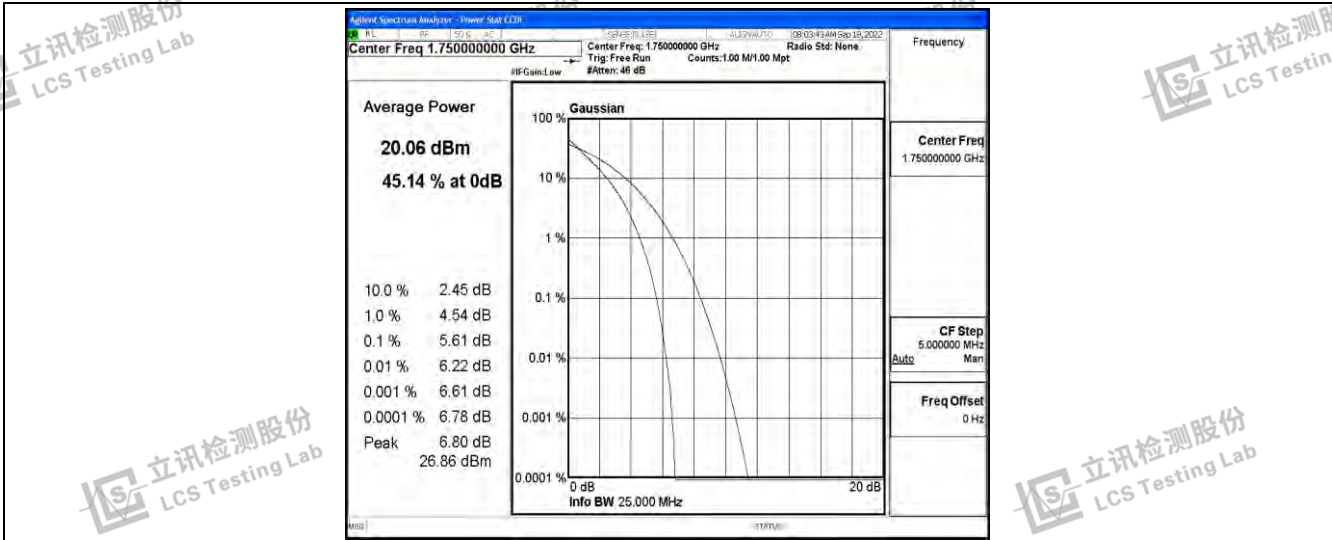 Agilent Spectrum Analyzer - Power Stat CCDF
RL RF 50 Ω AC SENSE:PULSE ALIGNAUTO 08:03:43 AM Sep 18, 2022
Center Freq 1.750000000 GHz
Center Freq: 1.750000000 GHz Radio Std: None
Trig: Free Run Counts:1.00 M/1.00 Mpt
#IFGain:Low #Atten: 46 dB
Frequency
Average Power
20.06 dBm
45.14 % at 0dB
10.0 % 2.45 dB
1.0 % 4.54 dB
0.1 % 5.61 dB
0.01 % 6.22 dB
0.001 % 6.61 dB
0.0001 % 6.78 dB
Peak 6.80 dB
26.86 dBm
Gaussian
100 %
10 %
1 %
0.1 %
0.01 %
0.001 %
0.0001 %
0 dB 20 dB
Info BW 25.000 MHz
Center Freq
1.750000000 GHz
CF Step
5.000000 MHz
Auto Man
Freq Offset
0 Hz
MSG STATUS
立讯检测股份
LCS Testing Lab
立讯检测股
LCS Testin
立讯检测股份
LCS Testing Lab
立讯检测股份
LCS Testing Lab